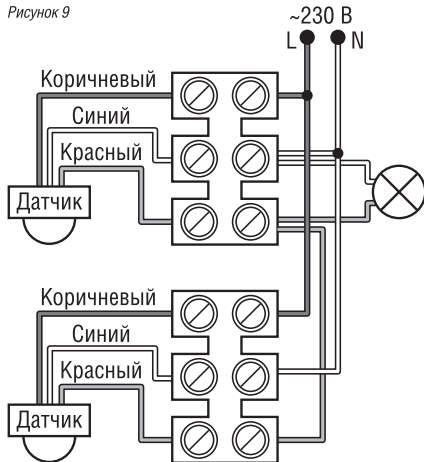 Рисунок 9
~230 В
L N
Коричневый
Синий
Красный
Датчик
Коричневый
Синий
Красный
Датчик